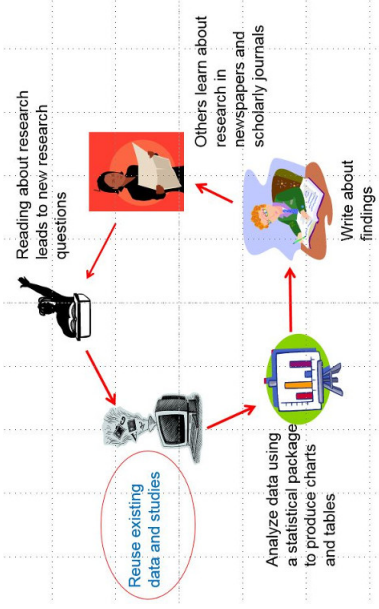 Reading about research
leads to new research
questions
Others learn about
research in
newspapers and
scholarly journals
Reuse existing
data and studies
Analyze data using
a statistical package
to produce charts
and tables
Write about
findings